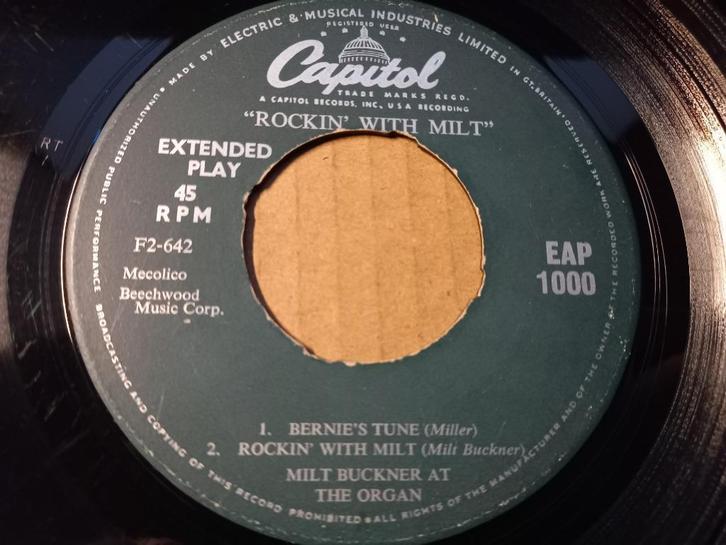 MADE BY ELECTRIC & MUSICAL INDUSTRIES LIMITED IN GT. BRITAIN • ALL RIGHTS OF THE MANUFACTURER AND OF THE OWNER OF THE RECORDED WORK ARE RESERVED
UNAUTHORIZED PUBLIC PERFORMANCE BROADCASTING AND COPYING OF THIS RECORD PROHIBITED
REGISTERED USER
Capitol
TRADE MARKS REGD.
A CAPITOL RECORDS, INC., U S A RECORDING
"ROCKIN' WITH MILT"
RT
EXTENDED
PLAY
45
RPM
F2-642
Mecolico
Beechwood
Music Corp.
EAP
1000
1. BERNIE'S TUNE (Miller)
2. ROCKIN' WITH MILT (Milt Buckner)
MILT BUCKNER AT
THE ORGAN